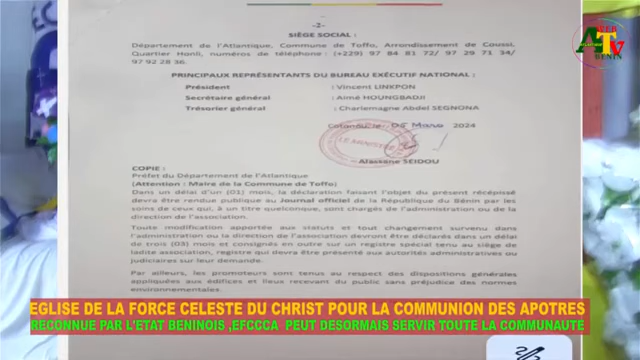 -2-
SIÈGE SOCIAL :
Département de l'Atlantique, Commune de Toffo, Arrondissement de Coussi,
Quartier Honli, numéros de téléphone : (+229) 97 84 81 72/ 97 29 71 34/
97 92 28 36.
PRINCIPAUX REPRÉSENTANTS DU BUREAU EXÉCUTIF NATIONAL :
Président : Vincent LINKPON
Secrétaire général : Aimé HOUNGBADJI
Trésorier général : Charlemagne Abdel SEGNONA
Cotonou, le 05 Mars 2024
LE MINISTRE
Alassane SEIDOU
COPIE :
Préfet du Département de l'Atlantique
(Attention : Maire de la Commune de Toffo)
Dans un délai d'un (01) mois, la déclaration faisant l'objet du présent récépissé
devra être rendue publique au Journal officiel de la République du Bénin par les
soins de ceux qui, à un titre quelconque, sont chargés de l'administration ou de la
direction de l'association.
Toute modification apportée aux statuts et tout changement survenu dans
l'administration ou la direction de l'association devront être déclarés dans un délai
de trois (03) mois et consignés en outre sur un registre spécial tenu au siège de
ladite association, registre qui devra être présenté aux autorités administratives ou
judiciaires sur leur demande.
Par ailleurs, les promoteurs sont tenus au respect des dispositions générales
applicables aux édifices et lieux recevant du public sans préjudice des normes
environnementales.
WEB
ATV
ATLANTIQUE
BENIN
EGLISE DE LA FORCE CELESTE DU CHRIST POUR LA COMMUNION DES APOTRES
RECONNUE PAR L'ETAT BENINOIS ,EFCCCA PEUT DESORMAIS SERVIR TOUTE LA COMMUNAUTE